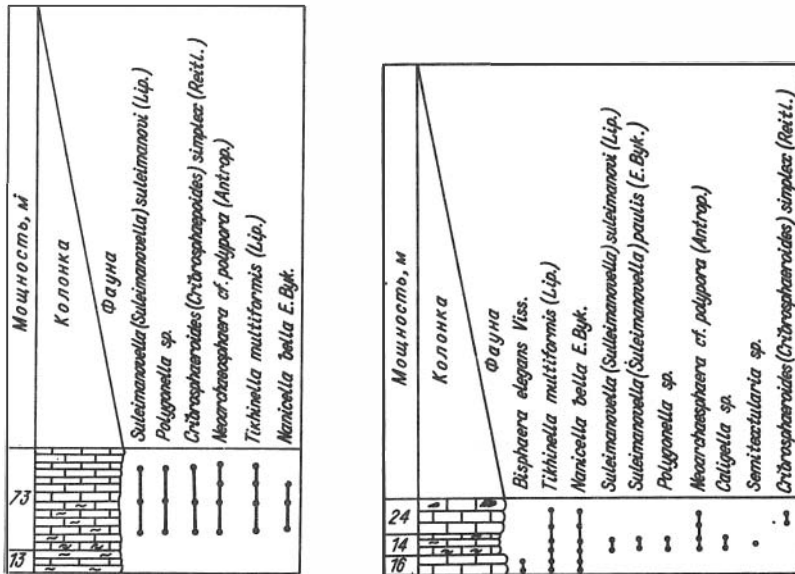 Мощность, м
Колонка
Фауна
Suleimanovella (Suleimanovella) suleimanovi (Lip.)
Polygonella sp.
Cribrosphaeroides (Cribrosphaepoides) simplex (Reitl.)
Neoarchaeosphaera cf. polypora (Antrop.)
Tikhinella multiformis (Lip.)
Nanicella bella E. Byk.
73
13
Мощность, м
Колонка
Фауна
Bisphaera elegans Viss.
Tikhinella multiformis (Lip.)
Nanicella bella E. Byk.
Suleimanovella (Suleimanovella) suleimanovi (Lip.)
Suleimanovella (Suleimanovella) paulis (E. Byk.)
Polygonella sp.
Neoarchaesphaera cf. polypora (Antrop.)
Caligella sp.
Semitextularia sp.
Cribrosphaeroides (Cribrosphaeroides) simplex (Reitl.)
24
14
16